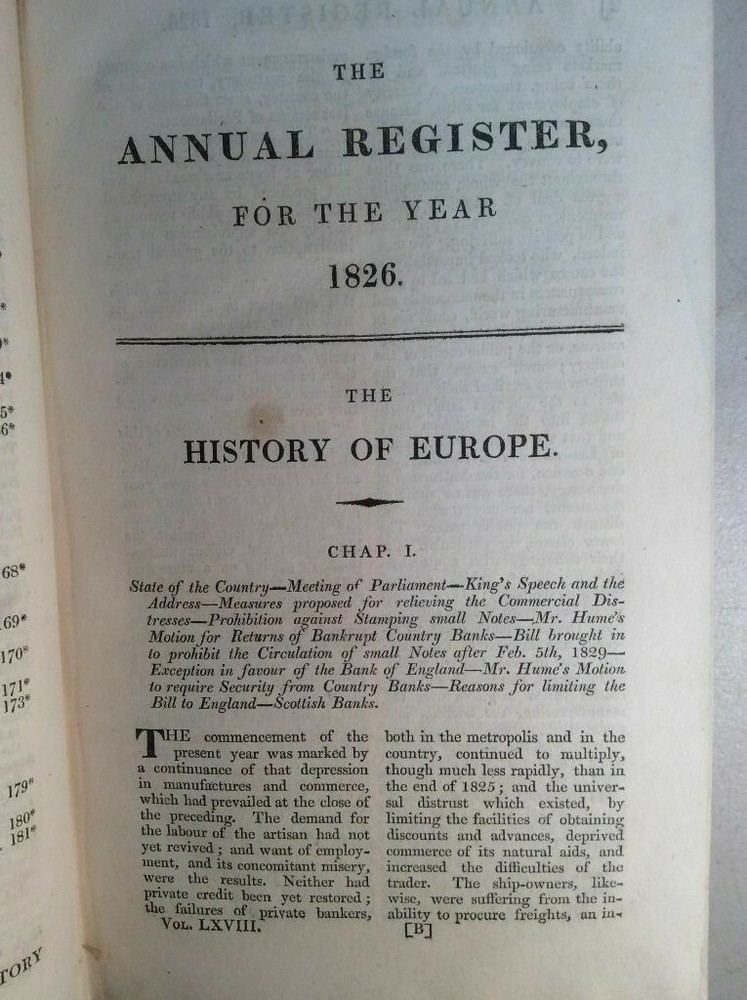 THE
ANNUAL REGISTER,
FOR THE YEAR
1826.
THE
HISTORY OF EUROPE.
CHAP. I.
State of the Country—Meeting of Parliament—King's Speech and the
Address—Measures proposed for relieving the Commercial Dis-
tresses—Prohibition against Stamping small Notes—Mr. Hume's
Motion for Returns of Bankrupt Country Banks—Bill brought in
to prohibit the Circulation of small Notes after Feb. 5th, 1829—
Exception in favour of the Bank of England—Mr. Hume's Motion
to require Security from Country Banks—Reasons for limiting the
Bill to England—Scottish Banks.
THE commencement of the
present year was marked by
a continuance of that depression
in manufactures and commerce,
which had prevailed at the close of
the preceding. The demand for
the labour of the artisan had not
yet revived; and want of employ-
ment, and its concomitant misery,
were the results. Neither had
private credit been yet restored;
the failures of private bankers,
VOL. LXVIII.
both in the metropolis and in the
country, continued to multiply,
though much less rapidly, than in
the end of 1825; and the univer-
sal distrust which existed, by
limiting the facilities of obtaining
discounts and advances, deprived
commerce of its natural aids, and
increased the difficulties of the
trader. The ship-owners, like-
wise, were suffering from the in-
ability to procure freights, an in-
[B]
68*
69*
170*
171*
173*
179*
180*
181*
TORY